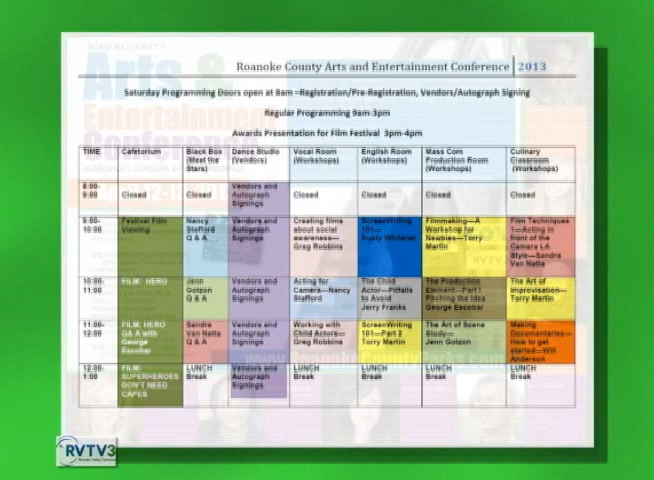 ROANOKE COUNTY'S
Arts &
Entertainment
Conference
Roanoke County Arts and Entertainment Conference | 2013
Saturday Programming Doors open at 8am –Registration/Pre-Registration, Vendors/Autograph Signing
Regular Programming 9am-3pm
Awards Presentation for Film Festival 3pm-4pm
TIME Cafetorium Black Box (Meet the Stars) Dance Studio (Vendors) Vocal Room (Workshops) English Room (Workshops) Mass Com Production Room (Workshops) Culinary Classroom (Workshops)
8:00-9:00 Closed Closed Vendors and Autograph Signings Closed Closed Closed Closed
9:00-10:00 Festival Film Viewing Nancy Stafford Q & A Vendors and Autograph Signings Creating films about social awareness—Greg Robbins ScreenWriting 101— Rusty Whitener Filmmaking—A Workshop for Newbies—Torry Martin Film Techniques 1—Acting in front of the Camera LA Style—Sandra Van Natta
10:00-11:00 FILM: HERO Jenn Gotzon Q & A Vendors and Autograph Signings Acting for Camera—Nancy Stafford The Child Actor—Pitfalls to Avoid Jerry Franks The Production Element—Part I Pitching the Idea George Escobar The Art of Improvisation—Torry Martin
11:00-12:00 FILM: HERO Q & A with George Escobar Sandra Van Natta Q & A Vendors and Autograph Signings Working with Child Actors—Greg Robbins ScreenWriting 101—Part 2 Torry Martin The Art of Scene Study— Jenn Gotzon Making Documentaries—How to get started—Will Anderson
12:00-1:00 FILM: SUPERHEROES DON'T NEED CAPES LUNCH Break Vendors and Autograph Signings LUNCH Break LUNCH Break LUNCH Break LUNCH Break
RVTV3